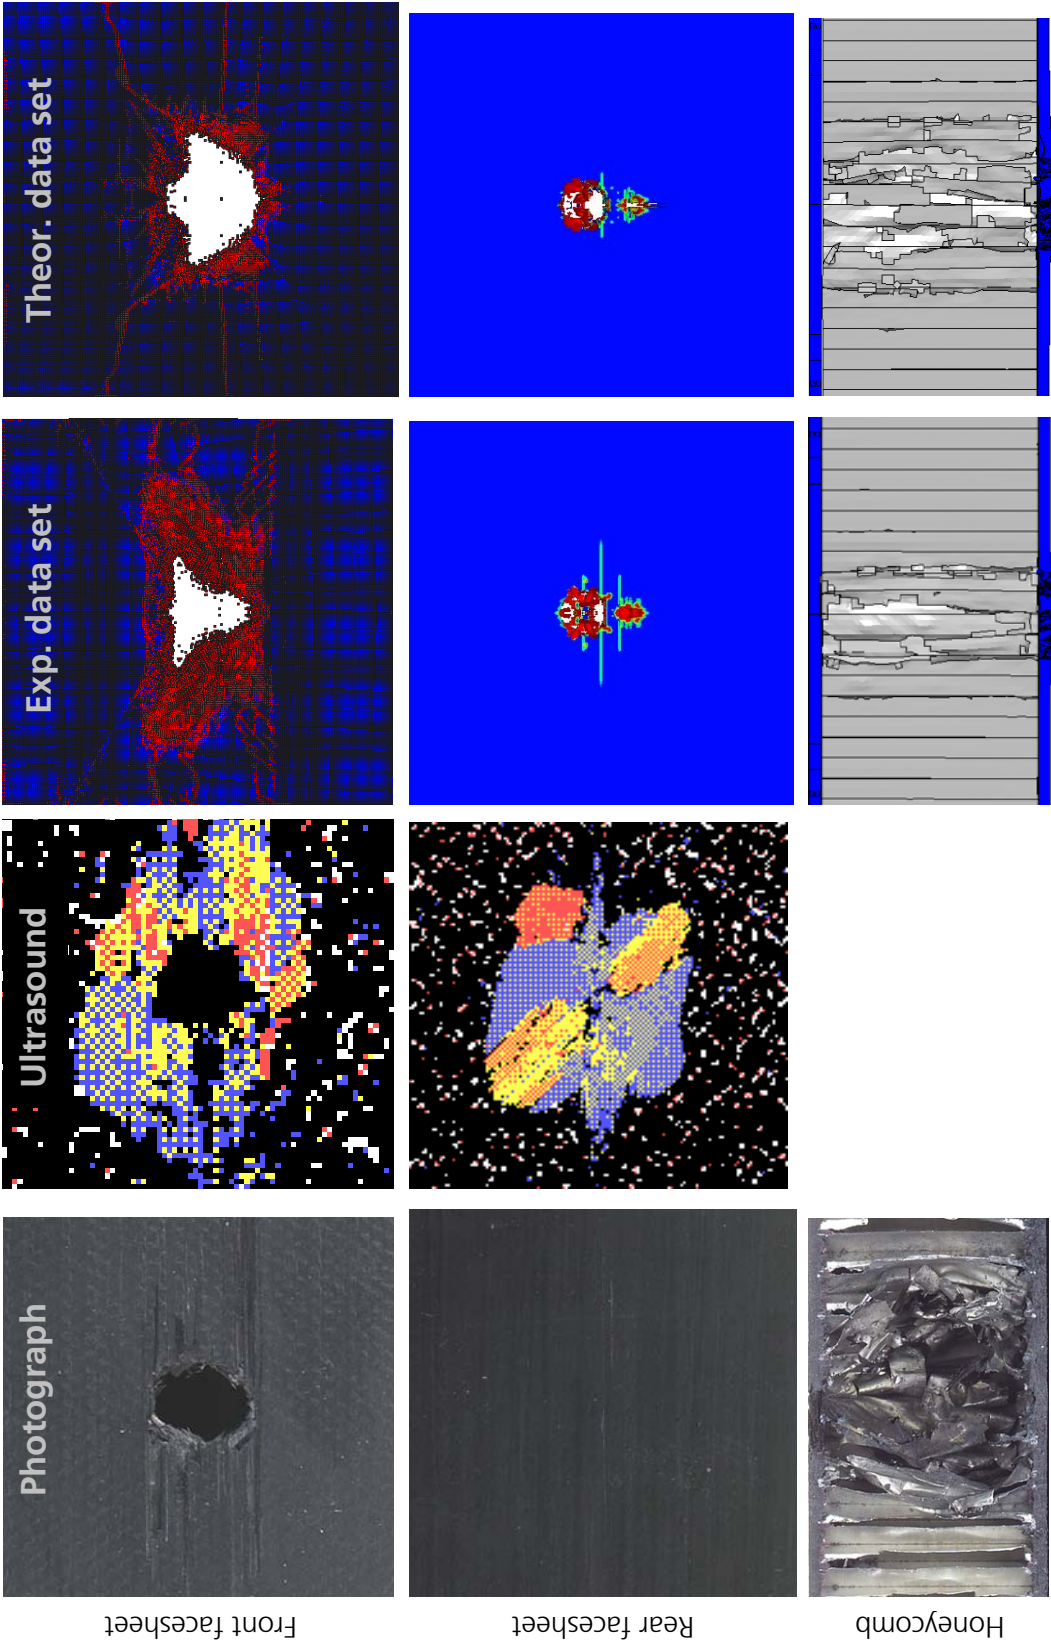 Photograph
Ultrasound
Exp. data set
Theor. data set
Front facesheet
Rear facesheet
Honeycomb